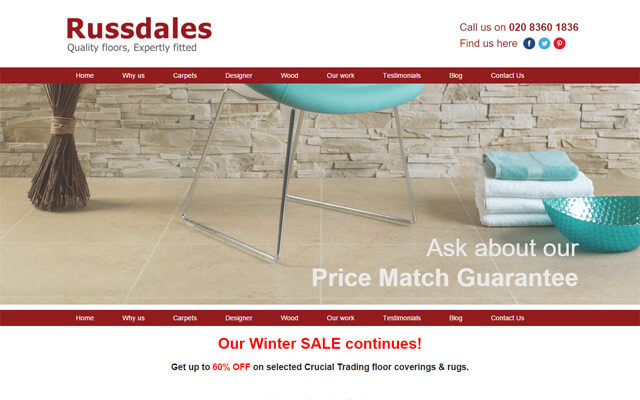 Russdales
Quality floors, Expertly fitted
Call us on 020 8360 1836
Find us here
Home Why us Carpets Designer Wood Our work Testimonials Blog Contact Us
Ask about our
Price Match Guarantee
Home Why us Carpets Designer Wood Our work Testimonials Blog Contact Us
Our Winter SALE continues!
Get up to 60% OFF on selected Crucial Trading floor coverings & rugs.